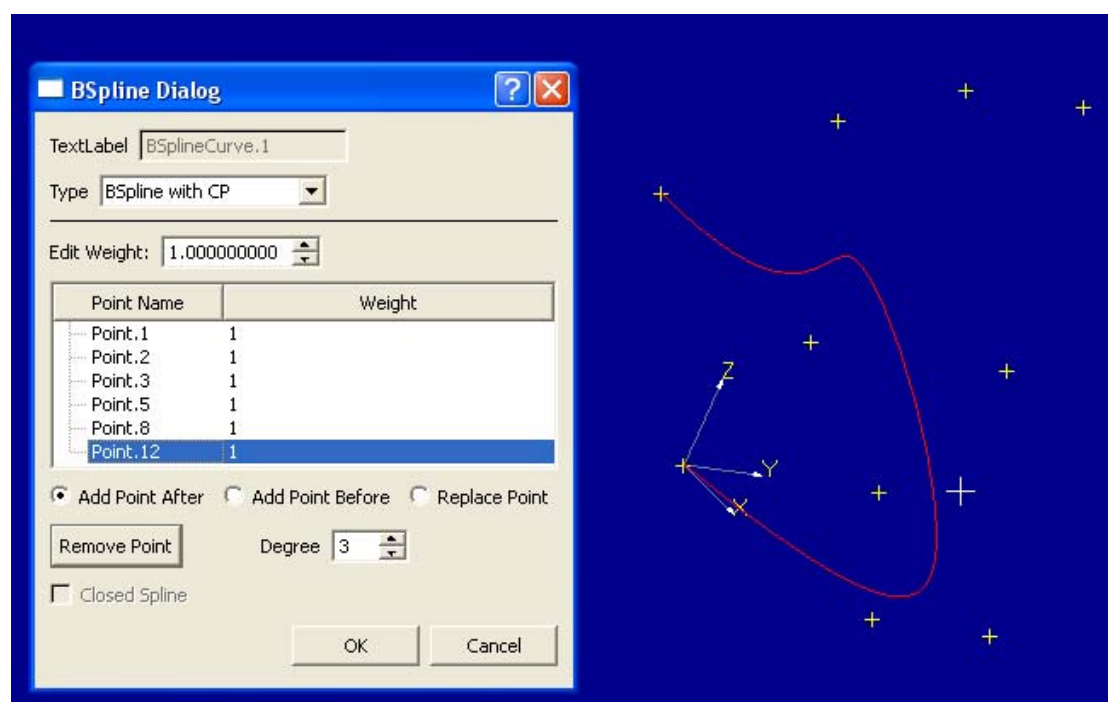 BSpline Dialog
TextLabel BSplineCurve.1
Type BSpline with CP
Edit Weight: 1.000000000
Point Name Weight
Point.1 1
Point.2 1
Point.3 1
Point.5 1
Point.8 1
Point.12 1
Add Point After Add Point Before Replace Point
Remove Point Degree 3
Closed Spline
OK Cancel
Z
Y
X